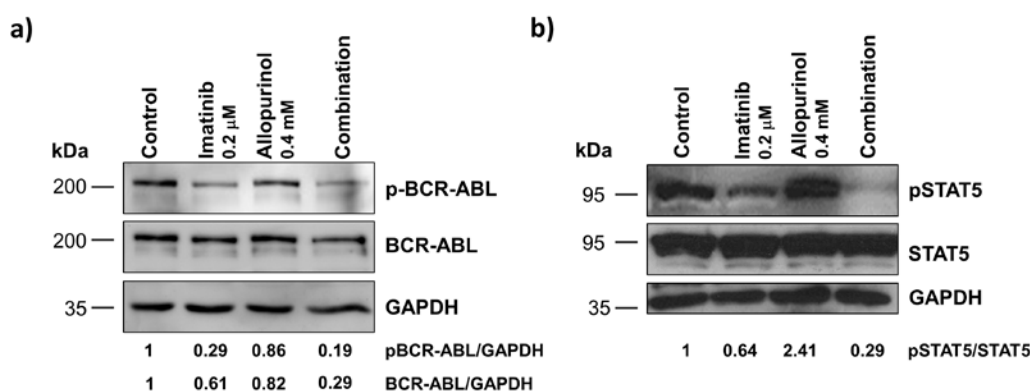 a)
Control
Imatinib
0.2 µM
Allopurinol
0.4 mM
Combination
kDa
200
p-BCR-ABL
200
BCR-ABL
35
GAPDH
1 0.29 0.86 0.19 pBCR-ABL/GAPDH
1 0.61 0.82 0.29 BCR-ABL/GAPDH
b)
Control
Imatinib
0.2 µM
Allopurinol
0.4 mM
Combination
kDa
95
pSTAT5
95
STAT5
35
GAPDH
1 0.64 2.41 0.29 pSTAT5/STAT5